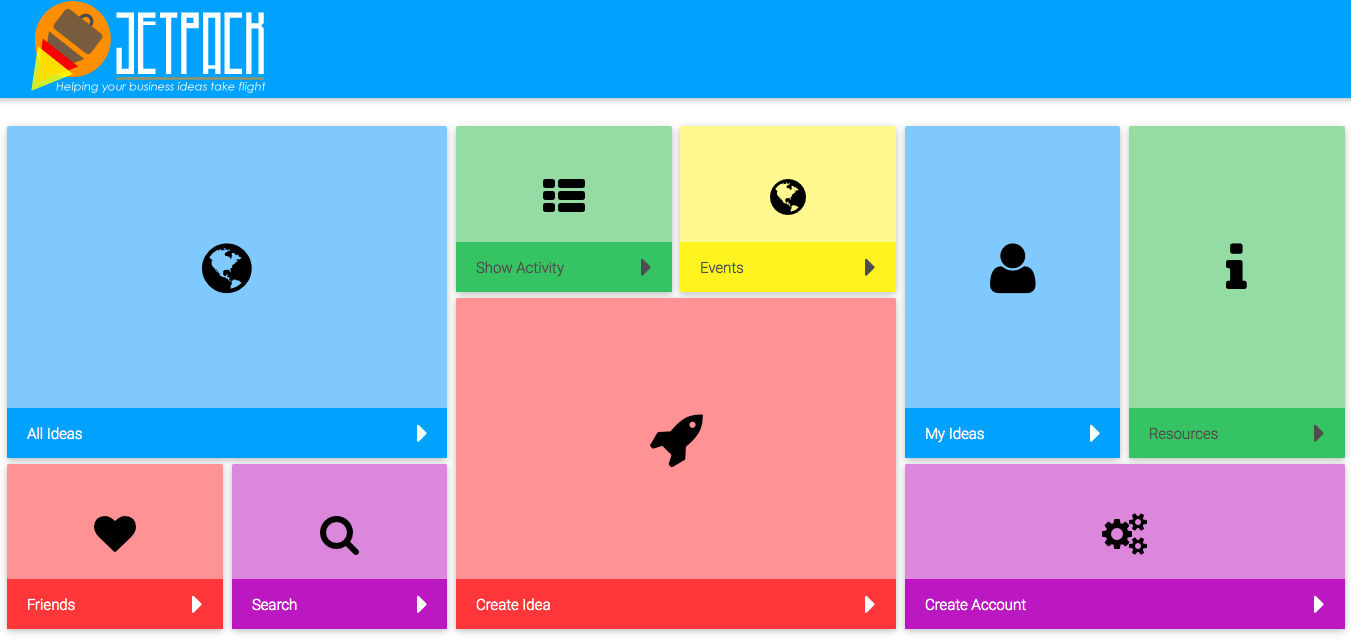 JETPACK
Helping your business ideas take flight
Show Activity
Events
All Ideas
My Ideas
Resources
Friends
Search
Create Idea
Create Account